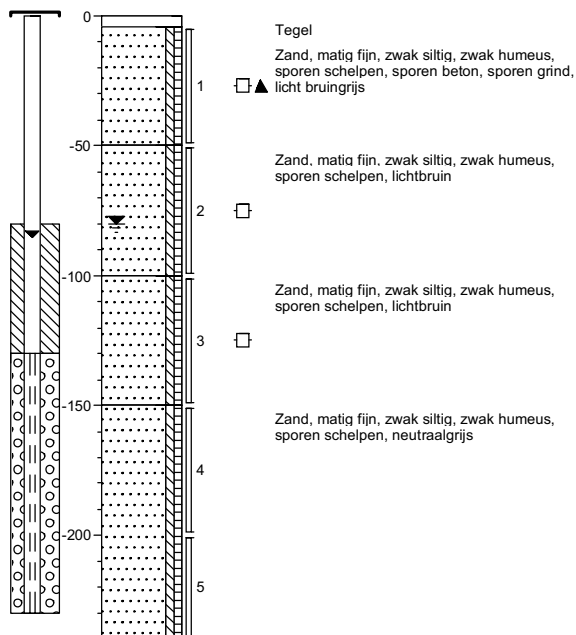 0
Tegel
Zand, matig fijn, zwak siltig, zwak humeus,
sporen schelpen, sporen beton, sporen grind,
licht bruingrijs
1
-50
Zand, matig fijn, zwak siltig, zwak humeus,
sporen schelpen, lichtbruin
2
-100
Zand, matig fijn, zwak siltig, zwak humeus,
sporen schelpen, lichtbruin
3
-150
Zand, matig fijn, zwak siltig, zwak humeus,
sporen schelpen, neutraalgrijs
4
-200
5